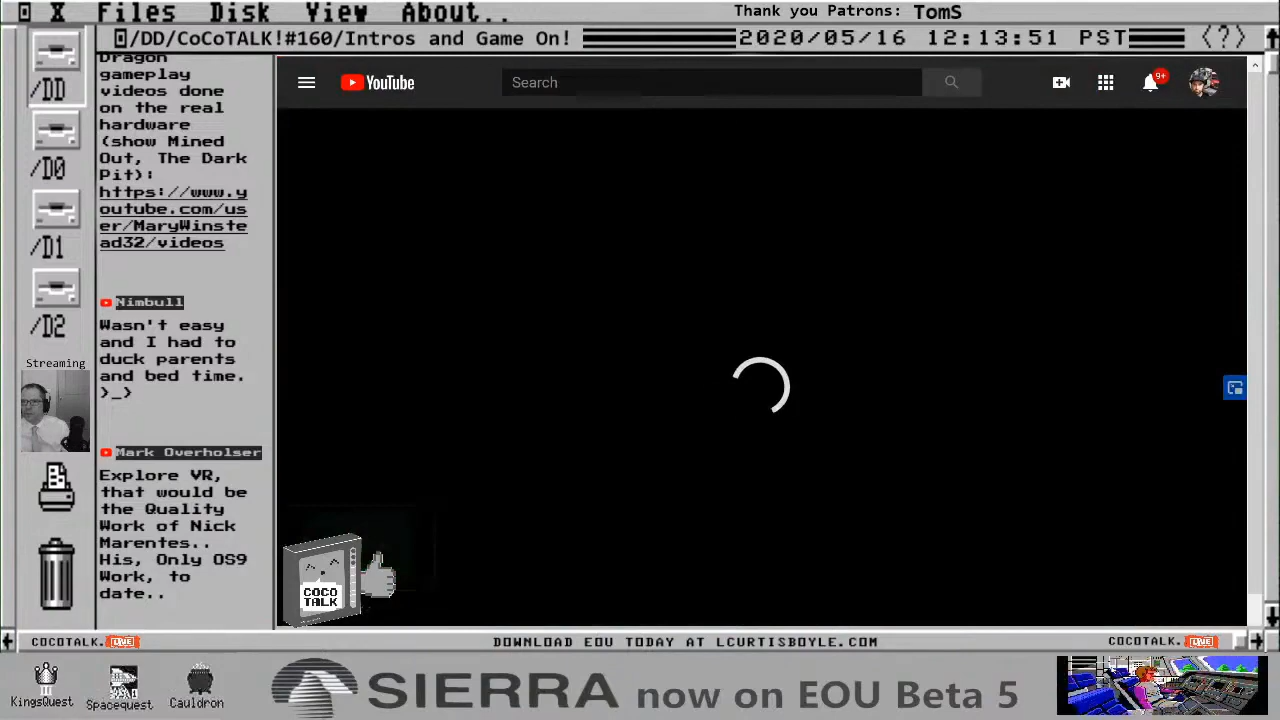 X Files Disk View About..
Thank you Patrons: TomS
/DD/CoCoTALK!#160/Intros and Game On!
2020/05/16 12:13:51 PST
(?)
/DD
/D0
/D1
/D2
Streaming
Dragon
gameplay
videos done
on the real
hardware
(show Mined
Out, The Dark
Pit):
https://www.y
outube.com/us
er/MaryWinste
ad32/videos
Nimbull
Wasn't easy
and I had to
duck parents
and bed time.
>_>
Mark Overholser
Explore VR,
that would be
the Quality
Work of Nick
Marentes..
His, Only OS9
Work, to
date..
YouTube
Search
9+
COCO
TALK
COCOTALK.LIVE
DOWNLOAD EOU TODAY AT LCURTISBOYLE.COM
COCOTALK.LIVE
KingsQuest
Spacequest
Cauldron
SIERRA now on EOU Beta 5